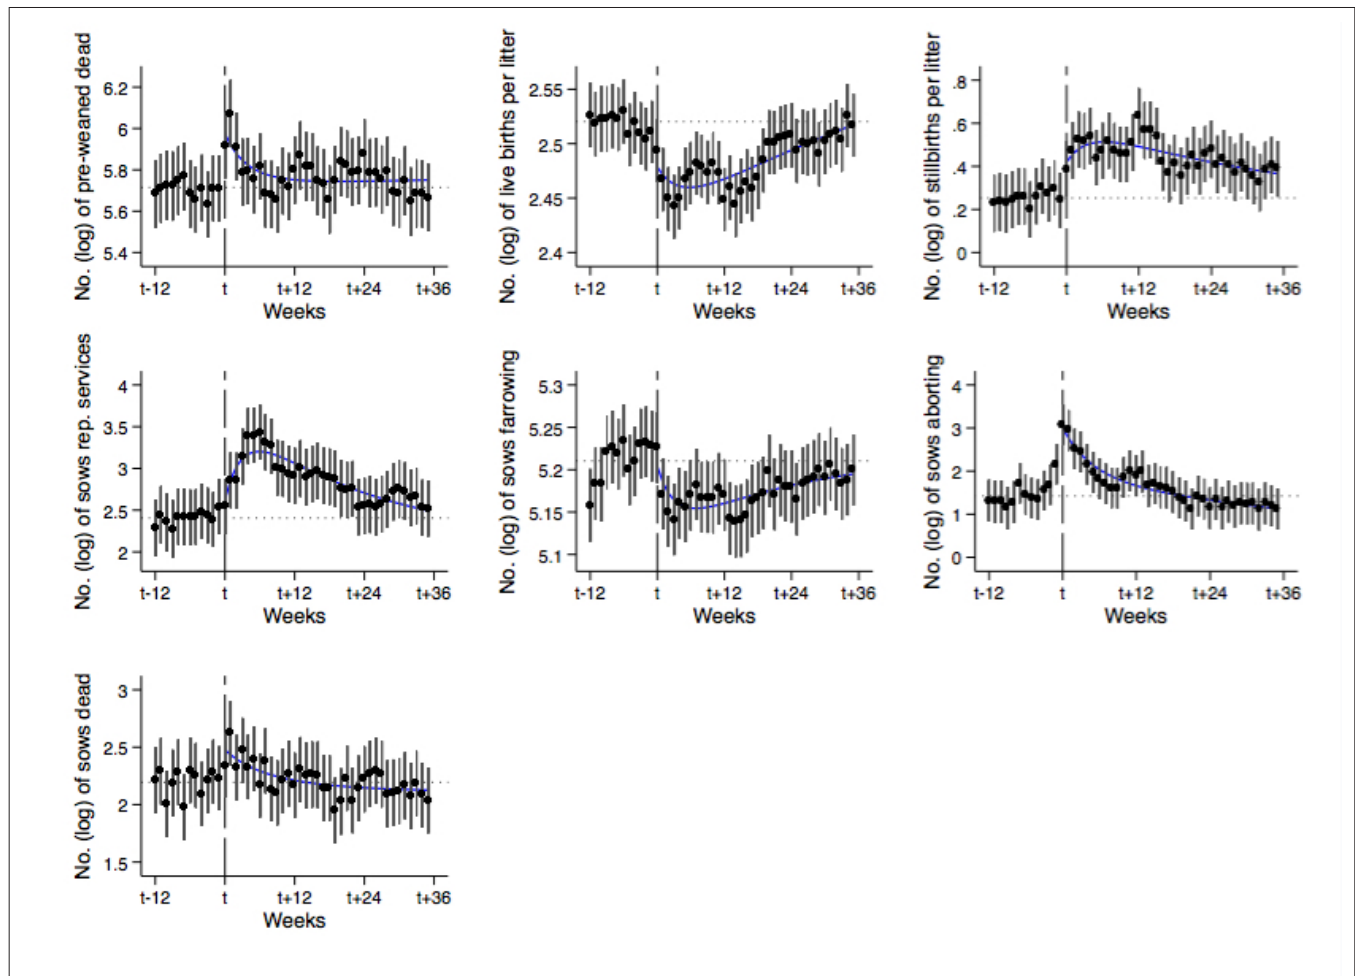 No. (log) of pre-weaned dead
6.2
6
5.8
5.6
5.4
t-12 t t+12 t+24 t+36
Weeks
No. (log) of live births per litter
2.55
2.5
2.45
2.4
t-12 t t+12 t+24 t+36
Weeks
No. (log) of stillbirths per litter
.8
.6
.4
.2
0
t-12 t t+12 t+24 t+36
Weeks
No. (log) of sows rep. services
4
3.5
3
2.5
2
t-12 t t+12 t+24 t+36
Weeks
No. (log) of sows farrowing
5.3
5.25
5.2
5.15
5.1
t-12 t t+12 t+24 t+36
Weeks
No. (log) of sows aborting
4
3
2
1
0
t-12 t t+12 t+24 t+36
Weeks
No. (log) of sows dead
3
2.5
2
1.5
t-12 t t+12 t+24 t+36
Weeks